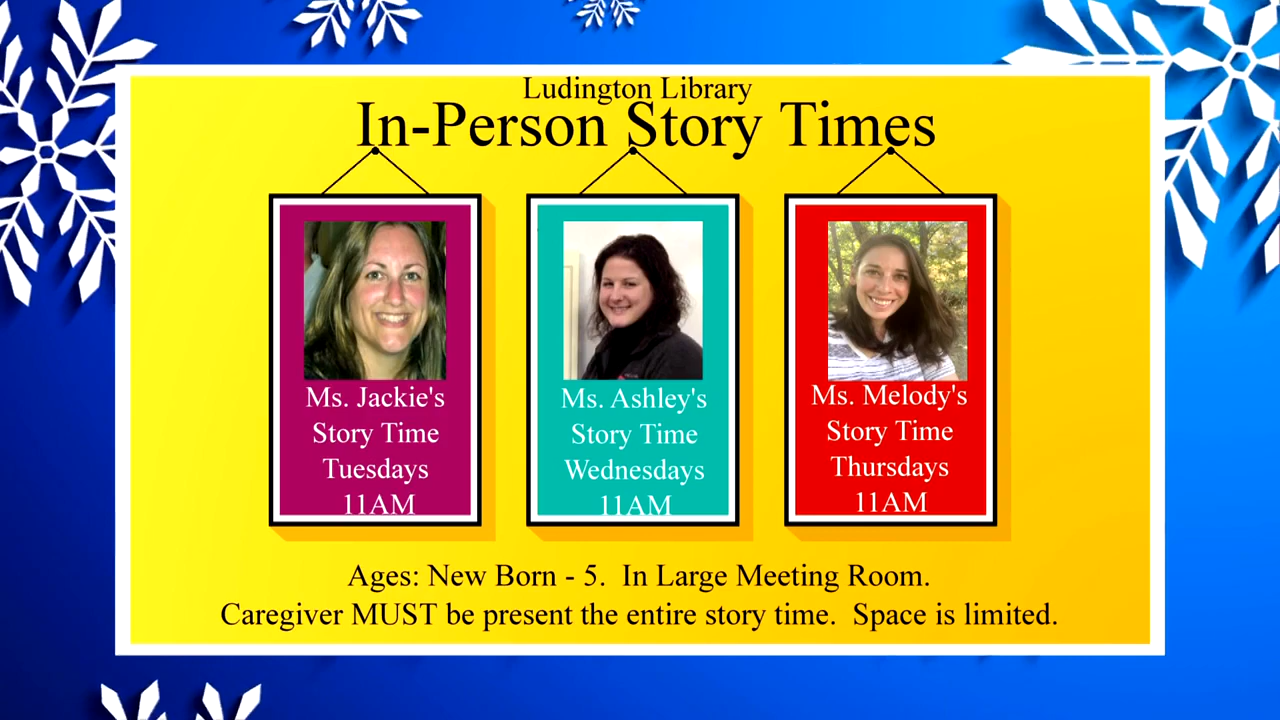 Ludington Library
In-Person Story Times
Ms. Jackie's
Story Time
Tuesdays
11AM
Ms. Ashley's
Story Time
Wednesdays
11AM
Ms. Melody's
Story Time
Thursdays
11AM
Ages: New Born - 5.  In Large Meeting Room.
Caregiver MUST be present the entire story time.  Space is limited.